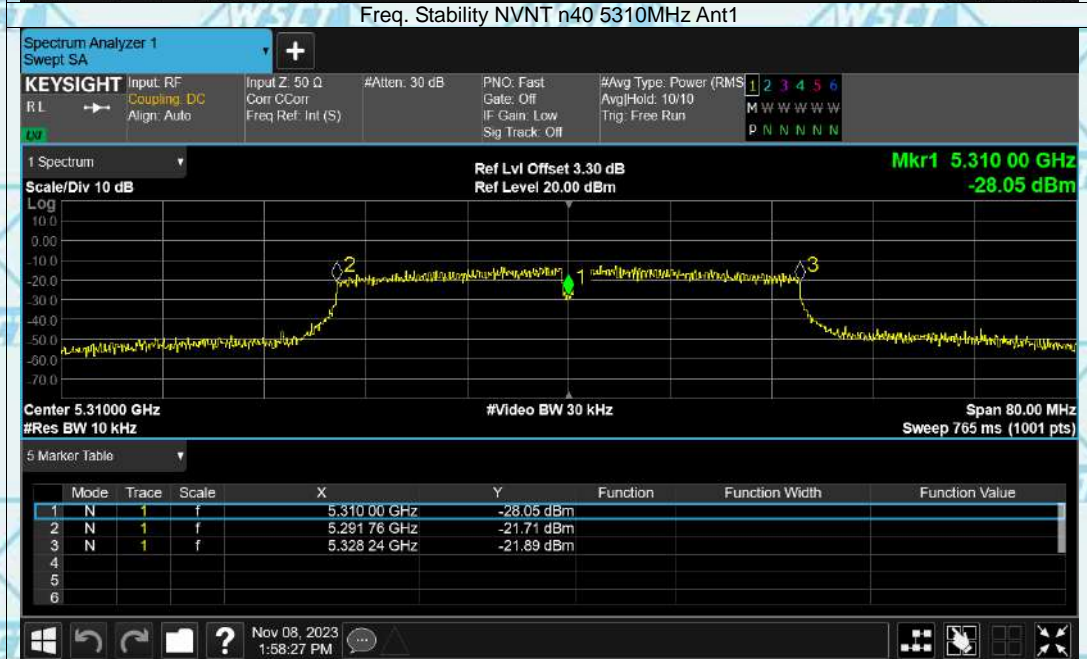 Freq. Stability NVNT n40 5310MHz Ant1
Spectrum Analyzer 1
Swept SA
+
KEYSIGHT
RL
LXI
Input: RF
Coupling: DC
Align: Auto
Input Z: 50 Ω
Corr CCorr
Freq Ref: Int (S)
#Atten: 30 dB
PNO: Fast
Gate: Off
IF Gain: Low
Sig Track: Off
#Avg Type: Power (RMS
Avg|Hold: 10/10
Trig: Free Run
1 2 3 4 5 6
M W W W W W
P N N N N N
1 Spectrum
Scale/Div 10 dB
Ref Lvl Offset 3.30 dB
Ref Level 20.00 dBm
Mkr1 5.310 00 GHz
-28.05 dBm
Log
10.0
0.00
-10.0
-20.0
-30.0
-40.0
-50.0
-60.0
-70.0
2
1
3
Center 5.31000 GHz
#Res BW 10 kHz
#Video BW 30 kHz
Span 80.00 MHz
Sweep 765 ms (1001 pts)
5 Marker Table
Mode Trace Scale X Y Function Function Width Function Value
1 N 1 f 5.310 00 GHz -28.05 dBm
2 N 1 f 5.291 76 GHz -21.71 dBm
3 N 1 f 5.328 24 GHz -21.89 dBm
4
5
6
?
Nov 08, 2023
1:58:27 PM